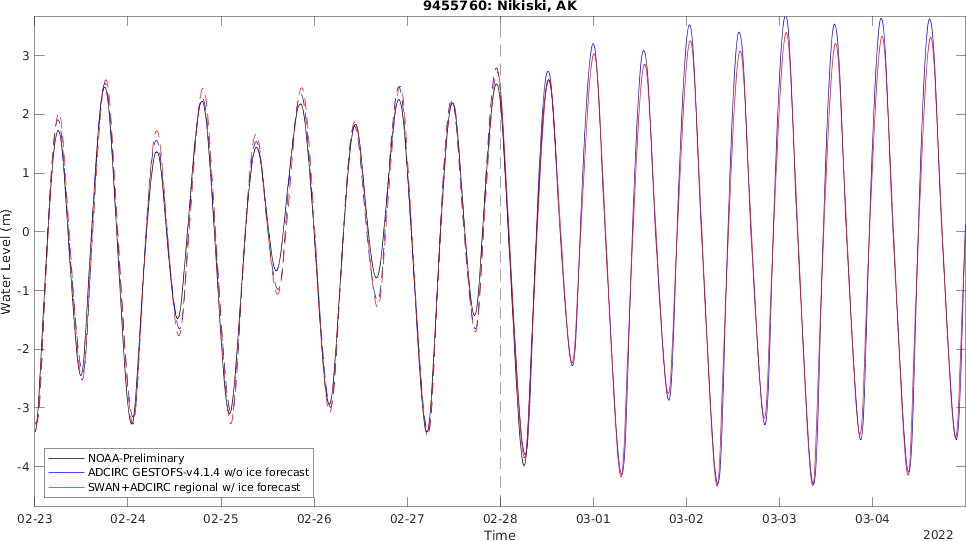 9455760: Nikiski, AK
Water Level (m)
3
2
1
0
-1
-2
-3
-4
NOAA-Preliminary
ADCIRC GESTOFS-v4.1.4 w/o ice forecast
SWAN+ADCIRC regional w/ ice forecast
02-23 02-24 02-25 02-26 02-27 02-28 03-01 03-02 03-03 03-04
Time
2022